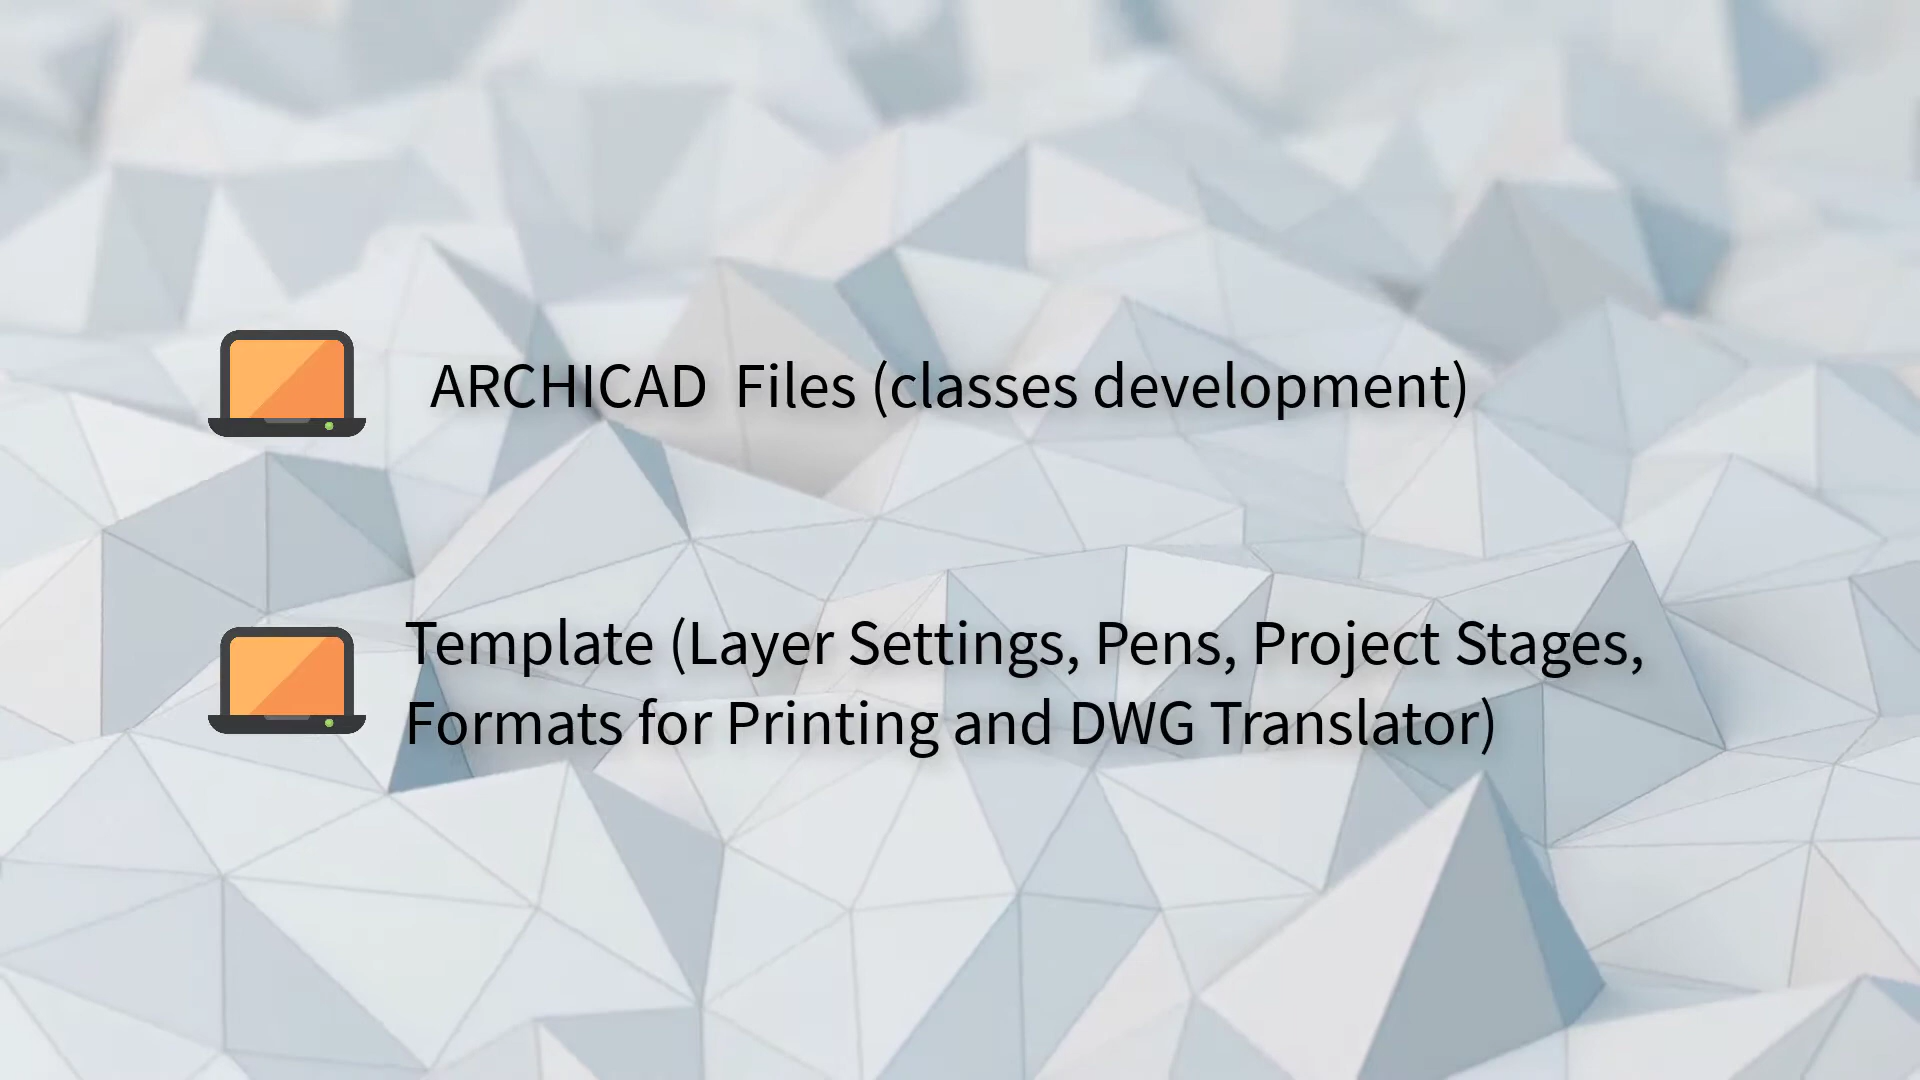 ARCHICAD  Files (classes development)
Template (Layer Settings, Pens, Project Stages,
Formats for Printing and DWG Translator)